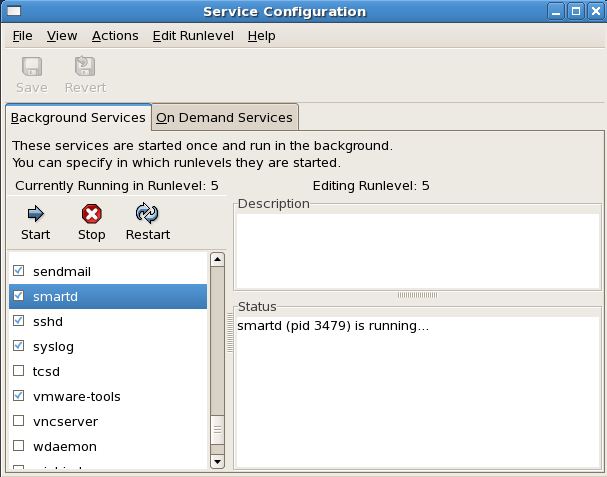 Service Configuration
File View Actions Edit Runlevel Help
Save Revert
Background Services On Demand Services
These services are started once and run in the background.
You can specify in which runlevels they are started.
Currently Running in Runlevel: 5 Editing Runlevel: 5
Start Stop Restart
sendmail
smartd
sshd
syslog
tcsd
vmware-tools
vncserver
wdaemon
Description
Status
smartd (pid 3479) is running...